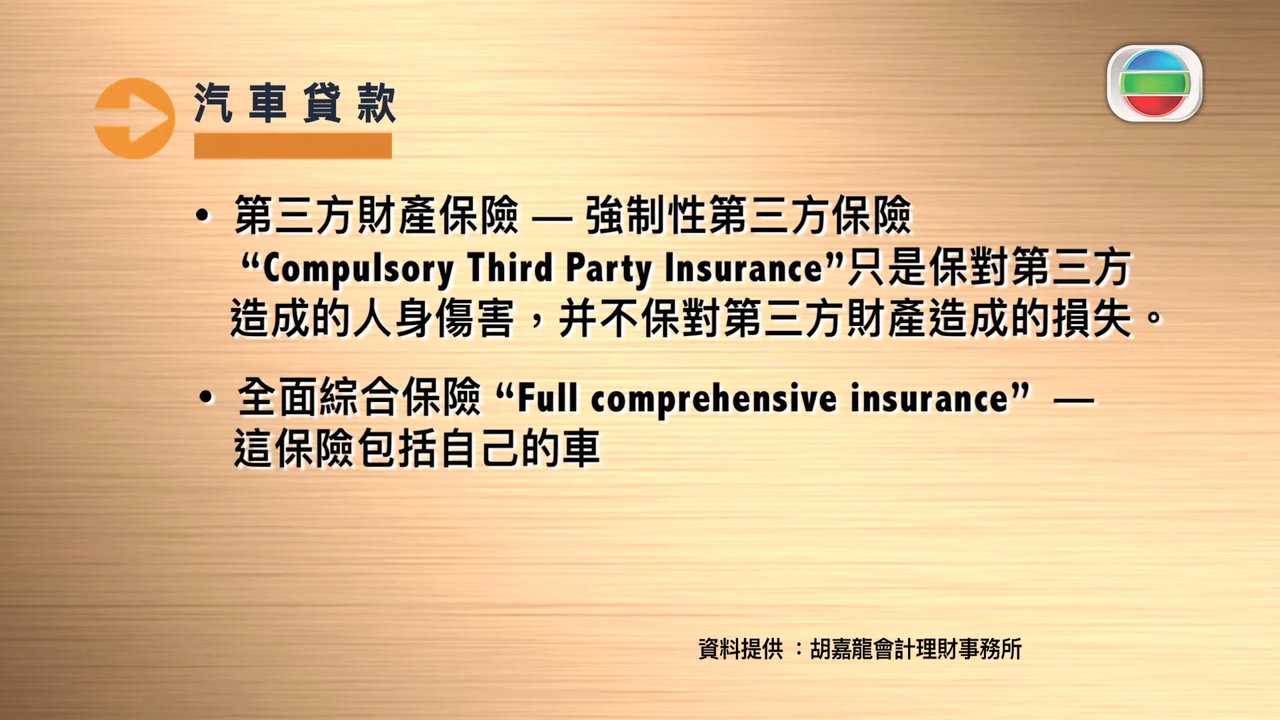 汽車貸款
• 第三方財產保險 — 強制性第三方保險
“Compulsory Third Party Insurance”只是保對第三方
造成的人身傷害，并不保對第三方財產造成的損失。
• 全面綜合保險 “Full comprehensive insurance” —
這保險包括自己的車
資料提供 ：胡嘉龍會計理財事務所